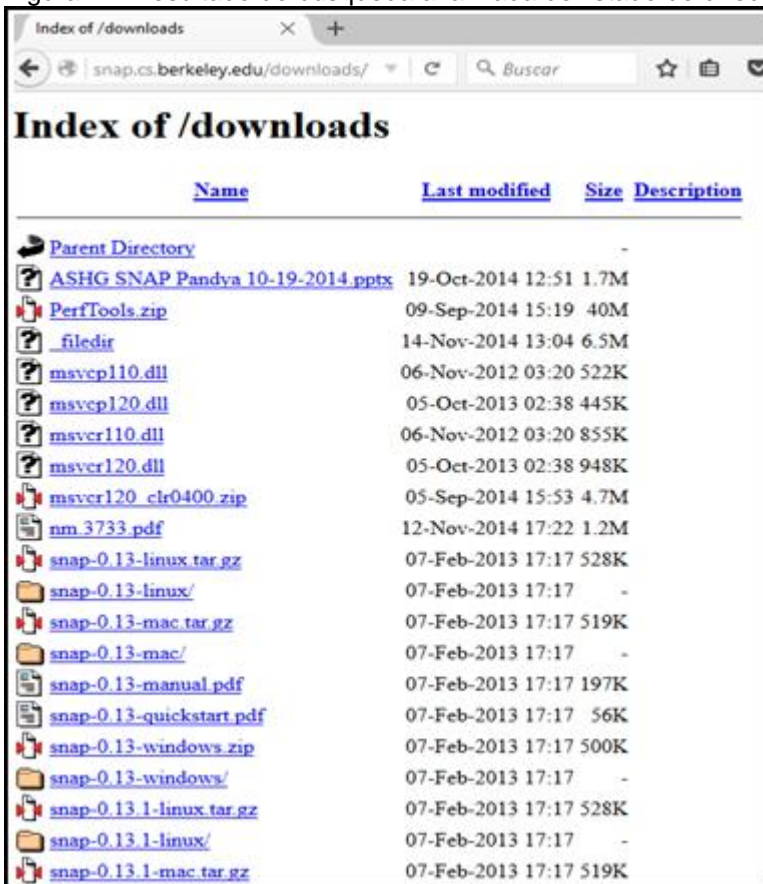 Index of /downloads
snap.cs.berkeley.edu/downloads/ Buscar
Index of /downloads
Name Last modified Size Description
Parent Directory -
ASHG SNAP Pandya 10-19-2014.pptx 19-Oct-2014 12:51 1.7M
PerfTools.zip 09-Sep-2014 15:19 40M
_filedir 14-Nov-2014 13:04 6.5M
msvcp110.dll 06-Nov-2012 03:20 522K
msvcp120.dll 05-Oct-2013 02:38 445K
msvcr110.dll 06-Nov-2012 03:20 855K
msvcr120.dll 05-Oct-2013 02:38 948K
msvcr120_clr0400.zip 05-Sep-2014 15:53 4.7M
nm.3733.pdf 12-Nov-2014 17:22 1.2M
snap-0.13-linux.tar.gz 07-Feb-2013 17:17 528K
snap-0.13-linux/ 07-Feb-2013 17:17 -
snap-0.13-mac.tar.gz 07-Feb-2013 17:17 519K
snap-0.13-mac/ 07-Feb-2013 17:17 -
snap-0.13-manual.pdf 07-Feb-2013 17:17 197K
snap-0.13-quickstart.pdf 07-Feb-2013 17:17 56K
snap-0.13-windows.zip 07-Feb-2013 17:17 500K
snap-0.13-windows/ 07-Feb-2013 17:17 -
snap-0.13.1-linux.tar.gz 07-Feb-2013 17:17 528K
snap-0.13.1-linux/ 07-Feb-2013 17:17 -
snap-0.13.1-mac.tar.gz 07-Feb-2013 17:17 519K